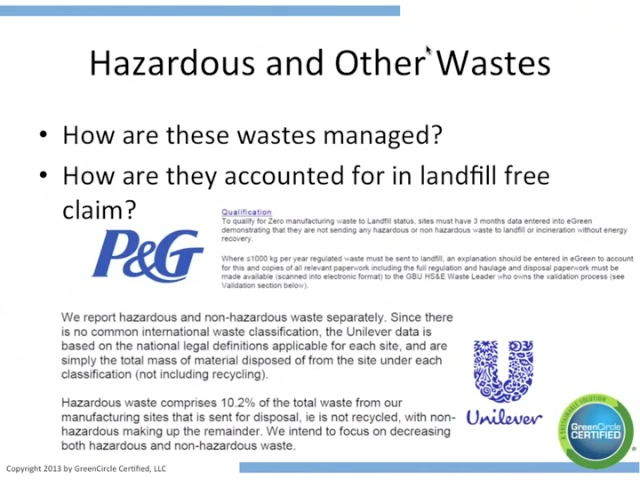 Hazardous and Other Wastes
• How are these wastes managed?
• How are they accounted for in landfill free
claim?
Qualification
To qualify for Zero manufacturing waste to Landfill status, sites must have 3 months data entered into eGreen
demonstrating that they are not sending any hazardous or non hazardous waste to landfill or incineration without energy
recovery.
Where ≤1000 kg per year regulated waste must be sent to landfill, an explanation should be entered in eGreen to account
for this and copies of all relevant paperwork including the full regulation and haulage and disposal paperwork must be
made available (scanned into electronic format) to the GBU HS&E Waste Leader who owns the validation process (see
Validation section below).
P&G
We report hazardous and non-hazardous waste separately. Since there
is no common international waste classification, the Unilever data is
based on the national legal definitions applicable for each site, and are
simply the total mass of material disposed of from the site under each
classification (not including recycling).
Hazardous waste comprises 10.2% of the total waste from our
manufacturing sites that is sent for disposal, ie is not recycled, with non-
hazardous making up the remainder. We intend to focus on decreasing
both hazardous and non-hazardous waste.
Unilever
A SUSTAINABLE SOLUTION
GreenCircle
CERTIFIED
®
Copyright 2013 by GreenCircle Certified, LLC